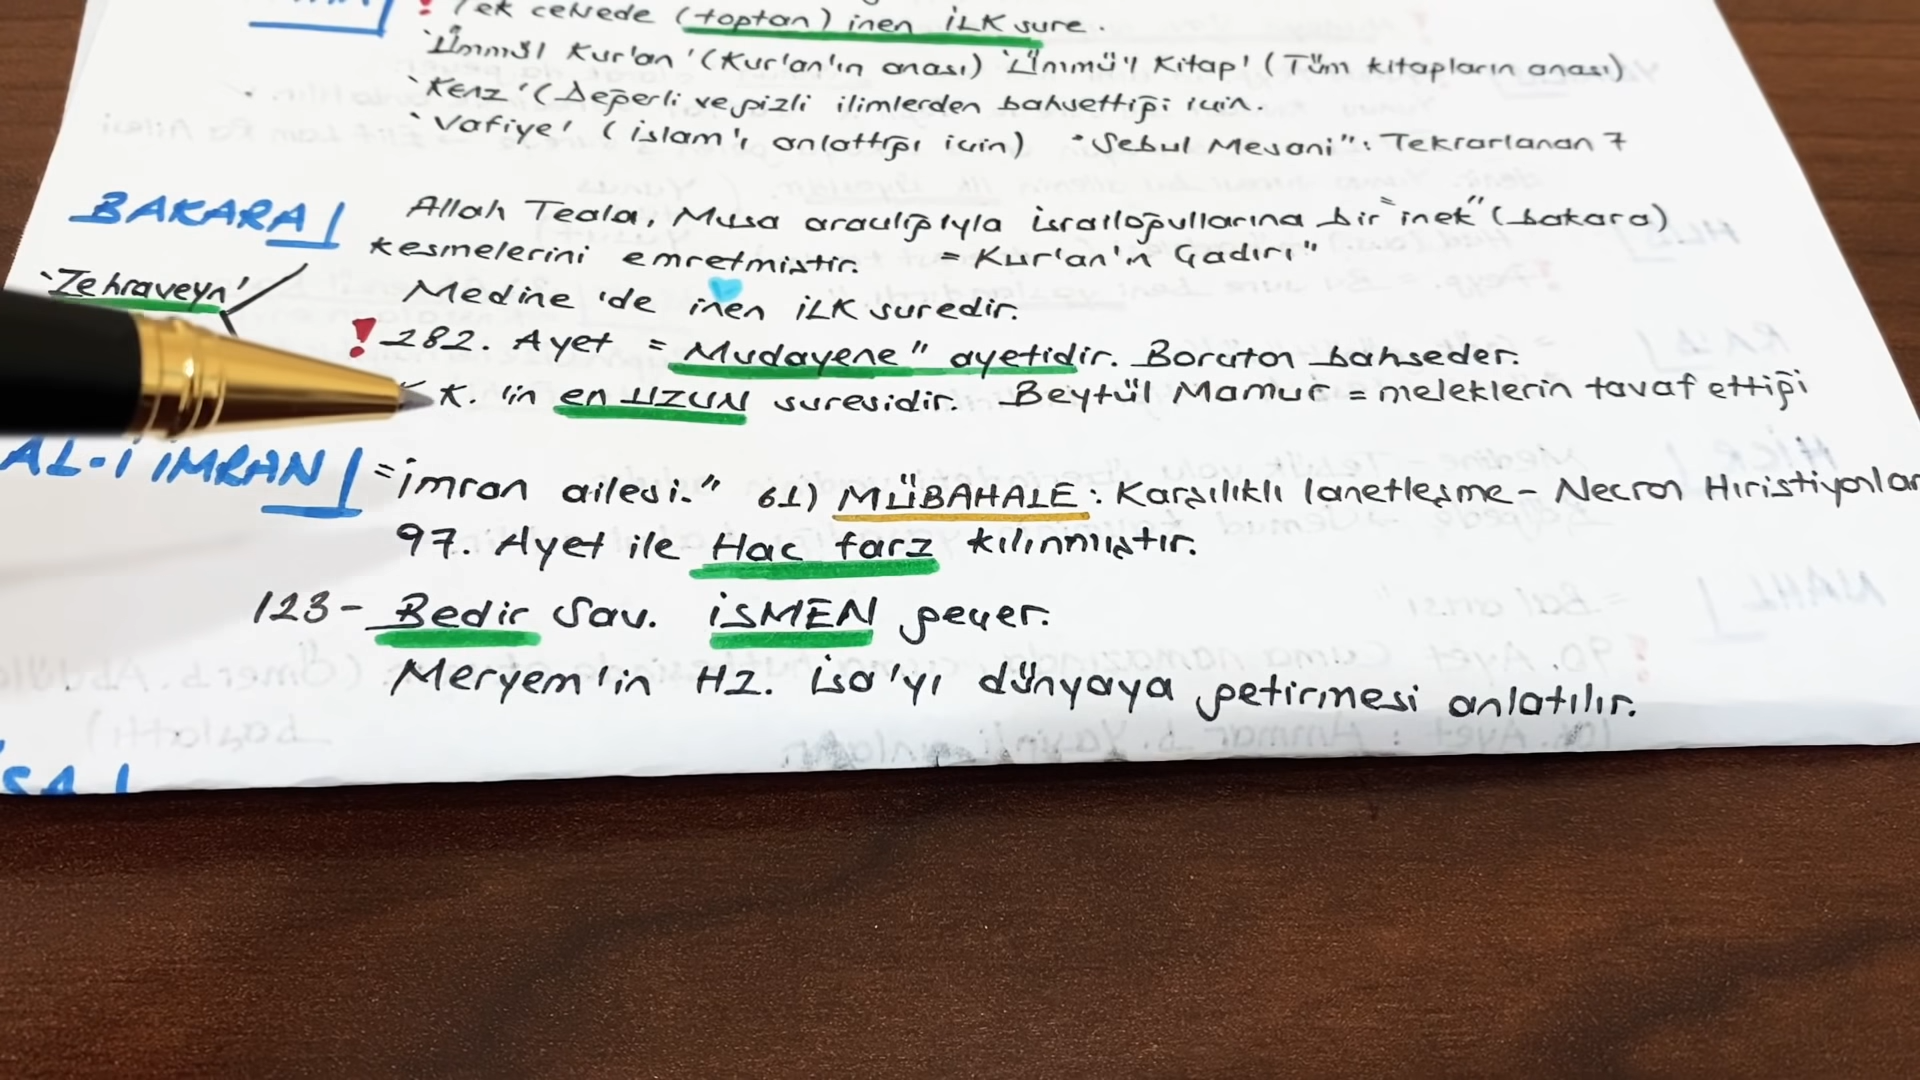 ! Tek celsede (toptan) inen İLK sure.
'Ümmül Kur'an' (Kur'an'ın anası) 'Ümmü'l Kitap' (Tüm kitapların anası)
'Kenz' (Değerli ve gizli ilimlerden bahsettiği için.
'Vafiye' (islam'ı anlattığı için) "Sebul Mesani": Tekrarlanan 7
BAKARA Allah Teala, Musa aracılığıyla israiloğullarına bir "inek" (bakara)
kesmelerini emretmiştir. = Kur'an'ın Çadırı"
'Zehraveyn'
Medine 'de inen İLK suredir.
! 282. Ayet = Mudayene" ayetidir. Borçtan bahseder.
K. 'in en UZUN suresidir. Beytül Mamur = meleklerin tavaf ettiği
AL-İ İMRAN = İmran ailesi." 61) MÜBAHALE: Karşılıklı lanetleşme - Necran Hıristiyanlar
97. Ayet ile Hac farz kılınmıştır.
123- Bedir Sav. İSMEN geçer.
Meryem'in Hz. İsa'yı dünyaya getirmesi anlatılır.